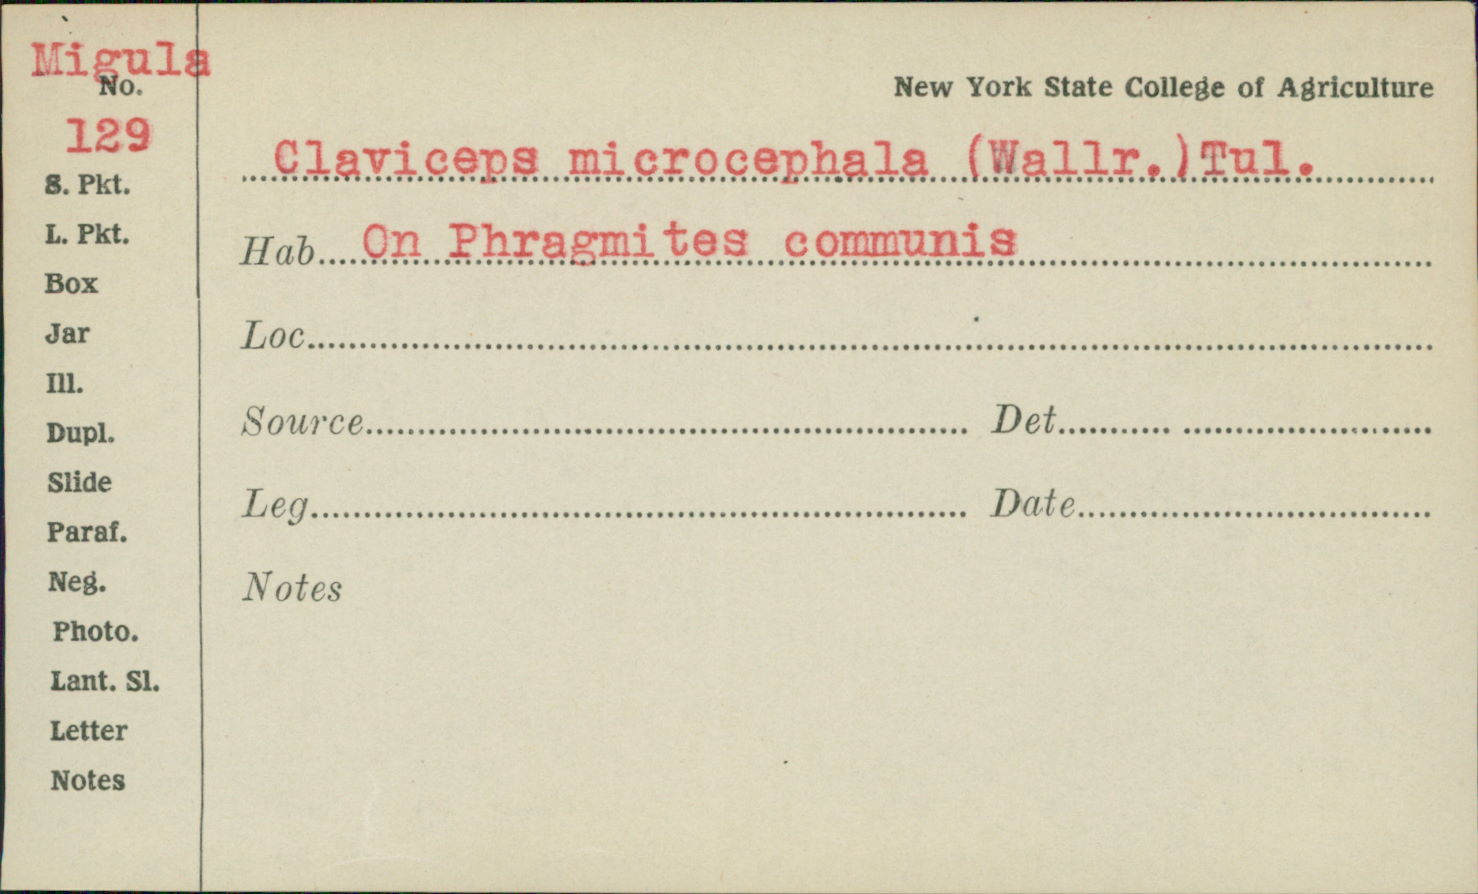 Migula
No.
129
S. Pkt.
L. Pkt.
Box
Jar
Ill.
Dupl.
Slide
Paraf.
Neg.
Photo.
Lant. Sl.
Letter
Notes
New York State College of Agriculture
Claviceps microcephala (Wallr.)Tul.
Hab. On Phragmites communis
Loc.
Source Det.
Leg. Date
Notes